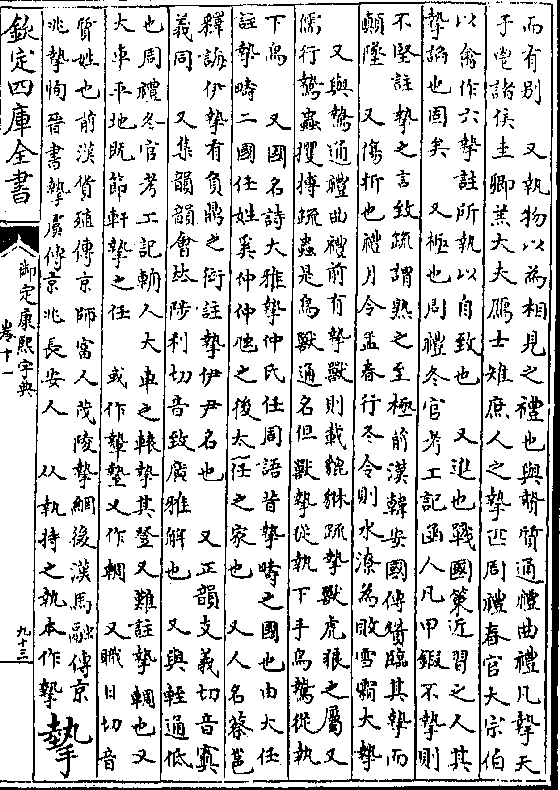 而有別　又執物以為相見之禮也與贄質通禮曲禮凡摯天
子鬯諸侯圭卿羔大夫鴈士雉庶人之摯匹周禮春官大宗伯
以禽作六摯註所執以自致也　又進也戰國策近習之人其
摯諂也固矣　又極也周禮冬官考工記函人凡甲鍛不摯則
不堅註摯之言致疏謂熟之至極前漢韓安國傳贊臨其摯而
顛墜　又傷折也禮月令孟春行冬令則水潦為敗雪霜大摯
　又與鷙通禮曲禮前有摯獸則載貔貅疏摯獸虎狼之屬又
儒行鷙蟲攫搏疏蟲是鳥獸通名但獸摯從執下手鳥鷙從執
下鳥　又國名詩大雅摯仲氏任周語昔摯疇之國也由大任
註摯疇二國任姓奚仲仲虺之後太任之家也　又人名蔡邕
釋誨伊摯有負鼎之衒註摯伊尹名也　又正韻支義切音寘
義同　又集韻韻會𠀤陟利切音致廣雅解也　又與輊通低
也周禮冬官考工記輈人大車之轅摯其登又難註摯輖也又
大車平地既節軒摯之任　或作蟄墊又作輖　又職日切音
質姓也前漢貨殖傳京師富人茂陵摯網後漢馬融傳京
兆摯恂晉書摯虞傳京兆長安人　从執持之執本作摯
摯
欽定四庫全書
御定康熙字典
卷十一
九十三